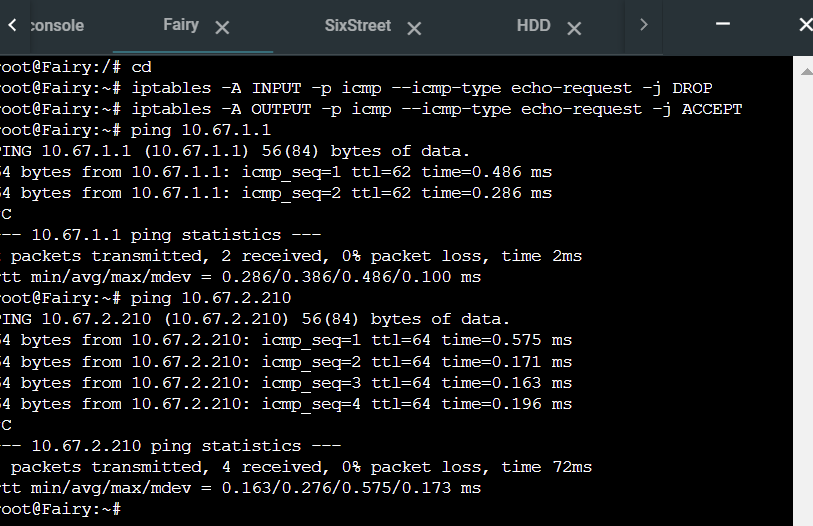 console Fairy SixStreet HDD
root@Fairy:/# cd
root@Fairy:~# iptables -A INPUT -p icmp --icmp-type echo-request -j DROP
root@Fairy:~# iptables -A OUTPUT -p icmp --icmp-type echo-request -j ACCEPT
root@Fairy:~# ping 10.67.1.1
PING 10.67.1.1 (10.67.1.1) 56(84) bytes of data.
64 bytes from 10.67.1.1: icmp_seq=1 ttl=62 time=0.486 ms
64 bytes from 10.67.1.1: icmp_seq=2 ttl=62 time=0.286 ms
^C
--- 10.67.1.1 ping statistics ---
packets transmitted, 2 received, 0% packet loss, time 2ms
rtt min/avg/max/mdev = 0.286/0.386/0.486/0.100 ms
root@Fairy:~# ping 10.67.2.210
PING 10.67.2.210 (10.67.2.210) 56(84) bytes of data.
64 bytes from 10.67.2.210: icmp_seq=1 ttl=64 time=0.575 ms
64 bytes from 10.67.2.210: icmp_seq=2 ttl=64 time=0.171 ms
64 bytes from 10.67.2.210: icmp_seq=3 ttl=64 time=0.163 ms
64 bytes from 10.67.2.210: icmp_seq=4 ttl=64 time=0.196 ms
^C
--- 10.67.2.210 ping statistics ---
packets transmitted, 4 received, 0% packet loss, time 72ms
rtt min/avg/max/mdev = 0.163/0.276/0.575/0.173 ms
root@Fairy:~#